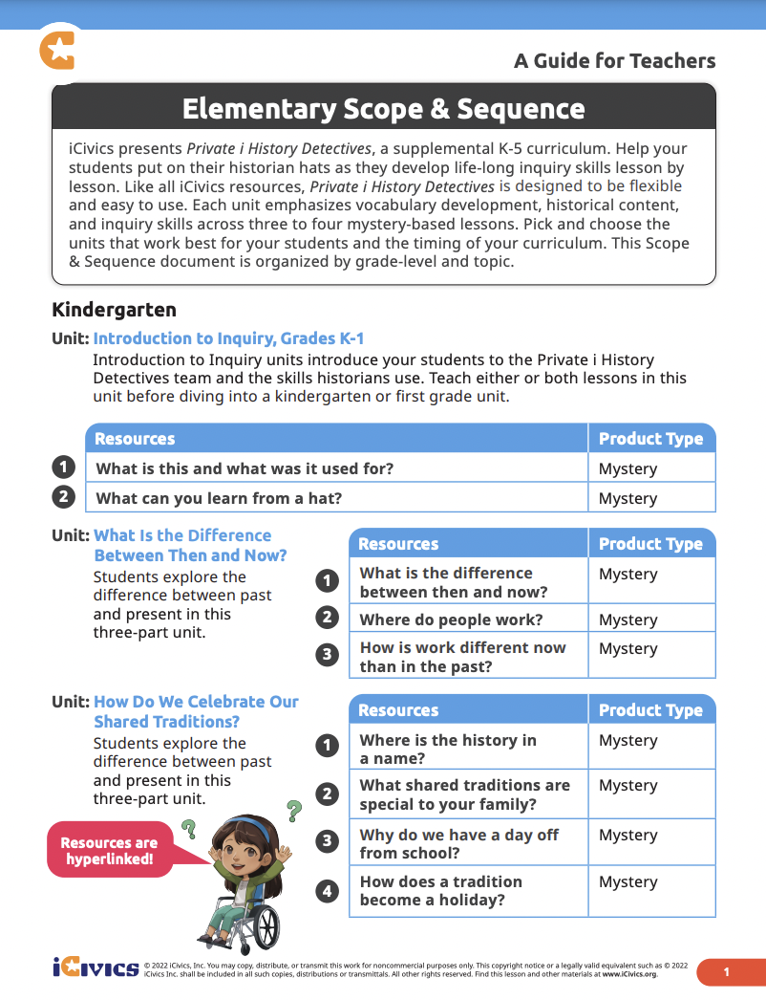 A Guide for Teachers
Elementary Scope & Sequence
iCivics presents Private i History Detectives, a supplemental K-5 curriculum. Help your
students put on their historian hats as they develop life-long inquiry skills lesson by
lesson. Like all iCivics resources, Private i History Detectives is designed to be flexible
and easy to use. Each unit emphasizes vocabulary development, historical content,
and inquiry skills across three to four mystery-based lessons. Pick and choose the
units that work best for your students and the timing of your curriculum. This Scope
& Sequence document is organized by grade-level and topic.
Kindergarten
Unit: Introduction to Inquiry, Grades K-1
Introduction to Inquiry units introduce your students to the Private i History
Detectives team and the skills historians use. Teach either or both lessons in this
unit before diving into a kindergarten or first grade unit.
Resources Product Type
1 What is this and what was it used for? Mystery
2 What can you learn from a hat? Mystery
Unit: What Is the Difference
Between Then and Now?
Students explore the
difference between past
and present in this
three-part unit.
Resources Product Type
1 What is the difference Mystery
between then and now?
2 Where do people work? Mystery
3 How is work different now Mystery
than in the past?
Unit: How Do We Celebrate Our
Shared Traditions?
Students explore the
difference between past
and present in this
three-part unit.
Resources are
hyperlinked!
? ?
Resources Product Type
1 Where is the history in Mystery
a name?
2 What shared traditions are Mystery
special to your family?
3 Why do we have a day off Mystery
from school?
4 How does a tradition Mystery
become a holiday?
iCIVICS
© 2022 iCivics, Inc. You may copy, distribute, or transmit this work for noncommercial purposes only. This copyright notice or a legally valid equivalent such as © 2022
iCivics Inc. shall be included in all such copies, distributions or transmittals. All other rights reserved. Find this lesson and other materials at www.iCivics.org.
1